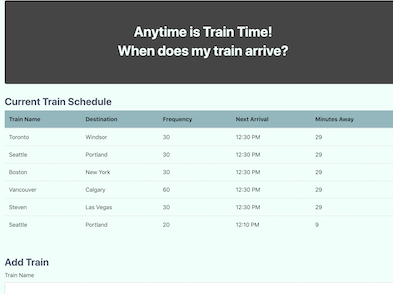 Anytime is Train Time!
When does my train arrive?
Current Train Schedule
Train Name Destination Frequency Next Arrival Minutes Away
Toronto Windsor 30 12:30 PM 29
Seattle Portland 30 12:30 PM 29
Boston New York 30 12:30 PM 29
Vancouver Calgary 60 12:30 PM 29
Steven Las Vegas 30 12:30 PM 29
Seattle Portland 20 12:10 PM 9
Add Train
Train Name